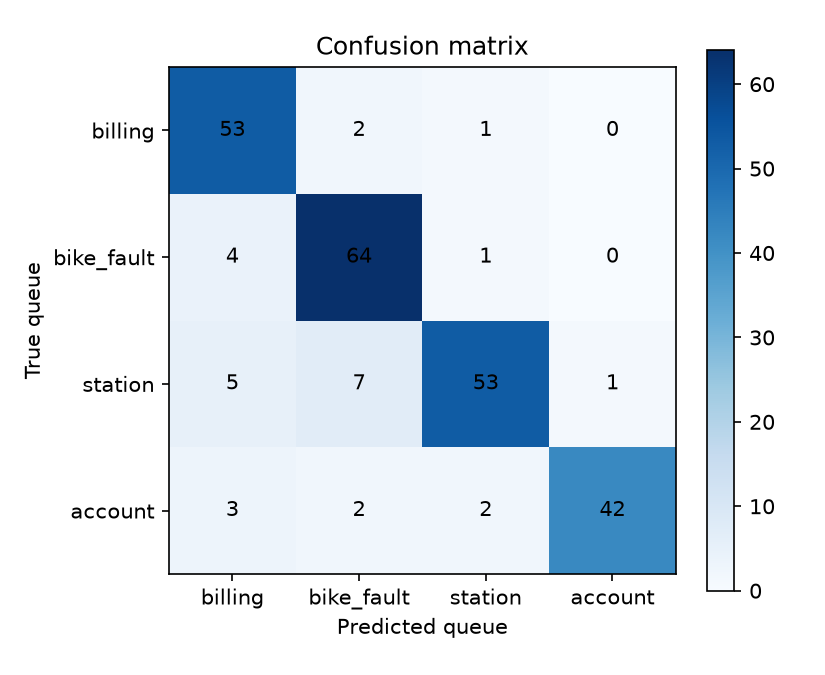 Confusion matrix
billing 53 2 1 0
bike_fault 4 64 1 0
station 5 7 53 1
account 3 2 2 42
billing bike_fault station account
Predicted queue
True queue
60
50
40
30
20
10
0